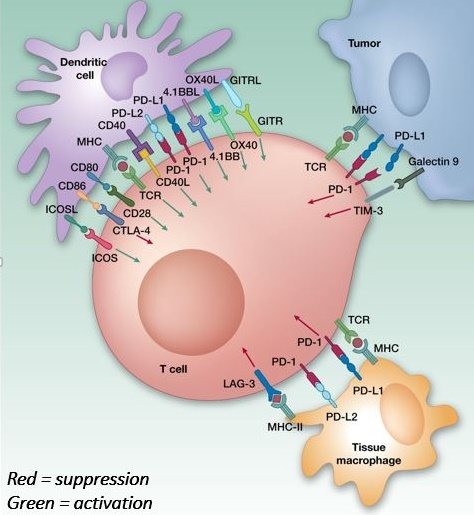 Dendritic
cell
OX40L
GITRL
4.1BBL
PD-L1
PD-L2
CD40
MHC
CD80
CD86
ICOSL
GITR
OX40
4.1BB
PD-1
PD-1
CD40L
TCR
CD28
CTLA-4
ICOS
Tumor
MHC
PD-L1
Galectin 9
TCR
PD-1
TIM-3
T cell
TCR
PD-1
MHC
PD-1
LAG-3
PD-L1
PD-L2
MHC-II
Tissue
macrophage
Red = suppression
Green = activation